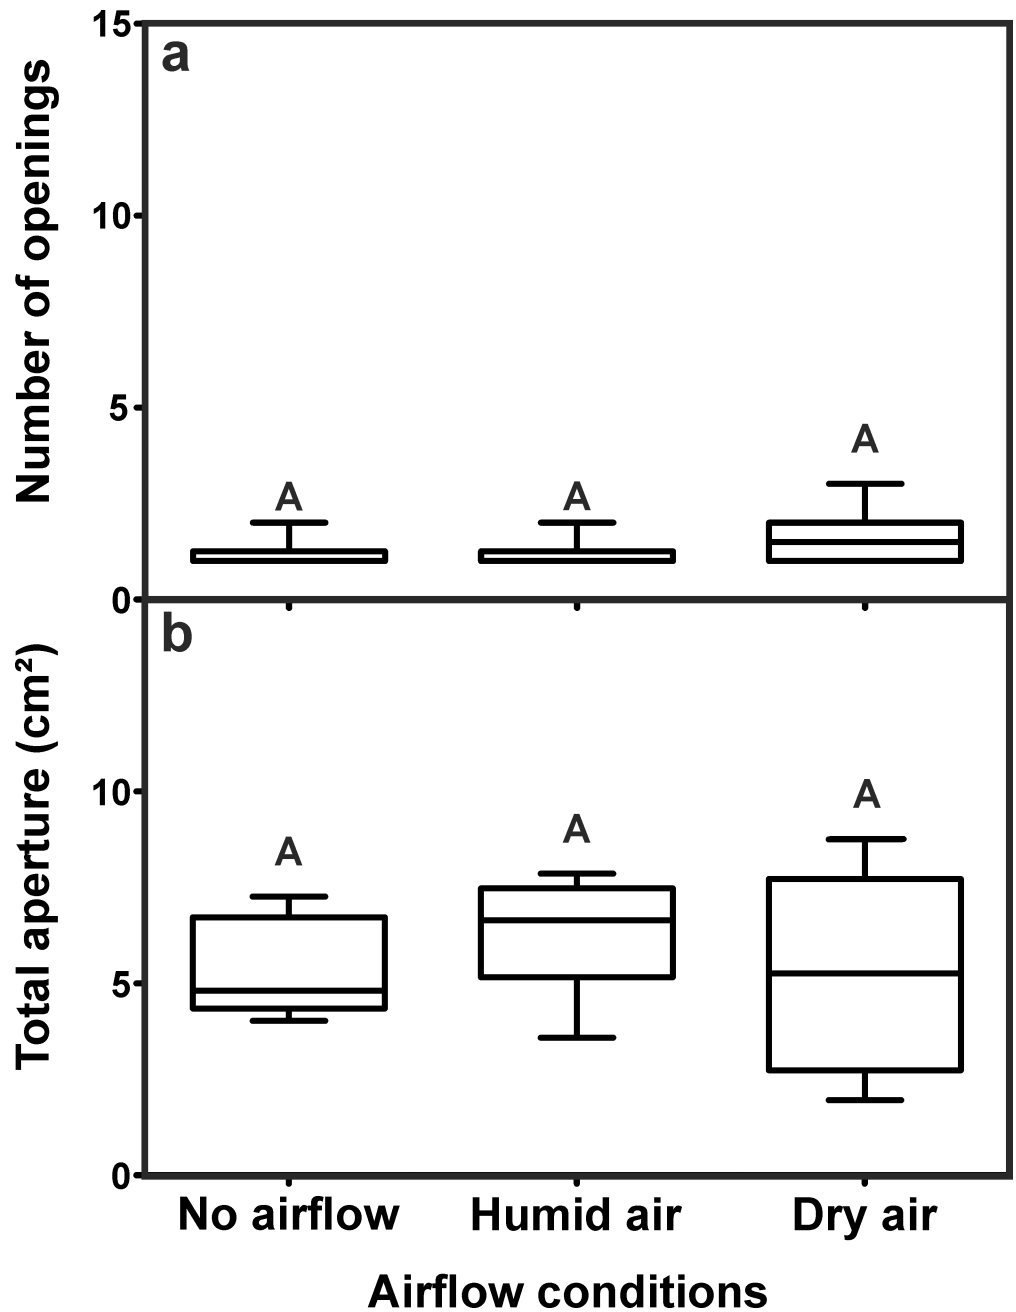 15
a
Number of openings
10
5
A
A
A
0
b
Total aperture (cm²)
10
A
A
A
5
0
No airflow
Humid air
Dry air
Airflow conditions